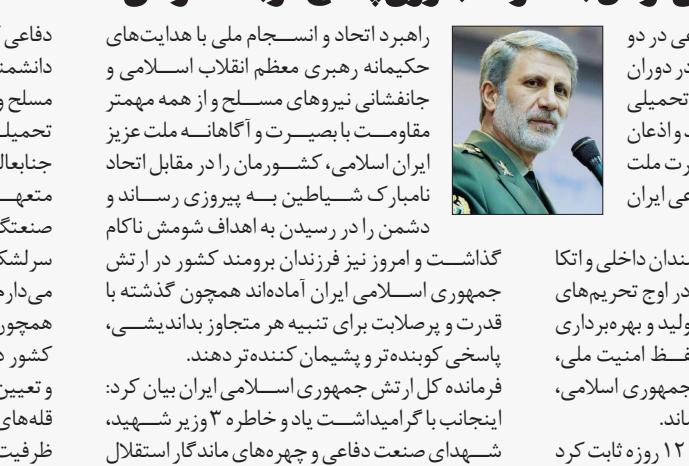 عی در دو
در دوران
تحمیلی
د و اذعان
رت ملت
عی ایران
ندان داخلی و اتکا
در اوج تحریم‌های
ولید و بهره‌برداری
فظ امنیت ملی،
جمهوری اسلامی،
ماند.
۱۲ روزه ثابت کرد
راهبرد اتحاد و انسجام ملی با هدایت‌های
حکیمانه رهبری معظم انقلاب اسلامی و
جانفشانی نیروهای مسلح و از همه مهمتر
مقاومت با بصیرت و آگاهانه ملت عزیز
ایران اسلامی، کشورمان را در مقابل اتحاد
نامبارک شیاطین به پیروزی رساند و
دشمن را در رسیدن به اهداف شومش ناکام
گذاشت و امروز نیز فرزندان برومند کشور در ارتش
جمهوری اسلامی ایران آماده‌اند همچون گذشته با
قدرت و پرصلابت برای تنبیه هر متجاوز بداندیشی،
پاسخی کوبنده‌تر و پشیمان کننده‌تر دهند.
فرمانده کل ارتش جمهوری اسلامی ایران بیان کرد:
اینجانب با گرامیداشت یاد و خاطره ۳ وزیر شهید،
شهدای صنعت دفاعی و چهره‌های ماندگار استقلال
دفاعی
دانشمند
مسلح و
تحمیل
جنابعال
متعهـ
صنعتگ
سرلشک
می‌دارم
همچون
کشور د
و تعیین
قله‌های
ظرفیت